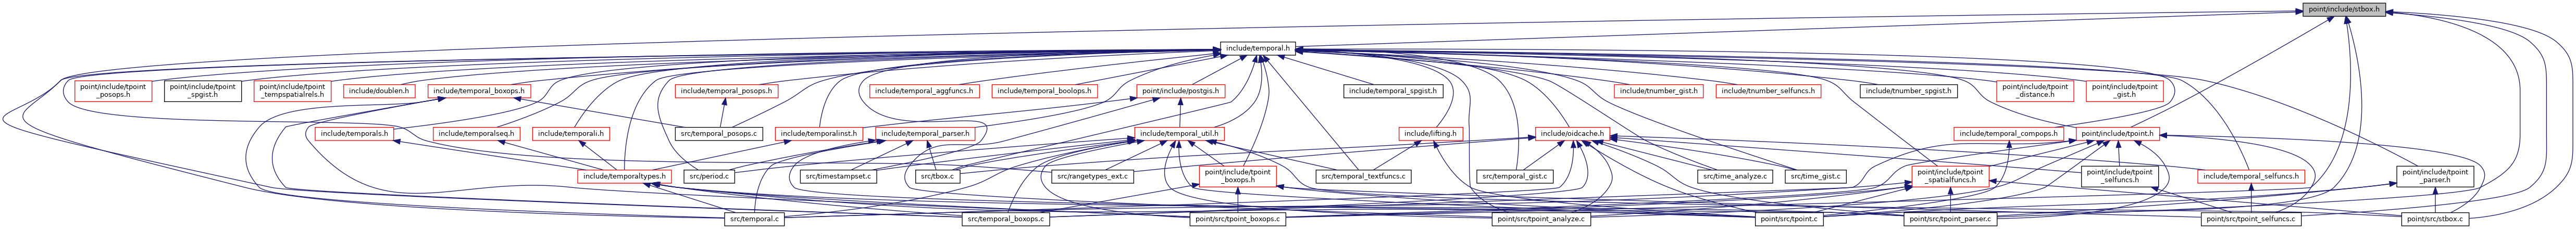 point/include/stbox.h
include/temporal.h
point/include/tpoint
_posops.h
point/include/tpoint
_spgist.h
point/include/tpoint
_tempspatialrels.h
include/doublen.h
include/temporal_boxops.h
include/temporal_posops.h
include/temporal_aggfuncs.h
include/temporal_boolops.h
point/include/postgis.h
include/temporal_spgist.h
include/tnumber_gist.h
include/tnumber_selfuncs.h
include/tnumber_spgist.h
point/include/tpoint
_distance.h
point/include/tpoint
_gist.h
include/temporals.h
include/temporalseq.h
include/temporali.h
src/temporal_posops.c
include/temporalinst.h
include/temporal_parser.h
include/temporal_util.h
include/lifting.h
include/oidcache.h
include/temporal_compops.h
point/include/tpoint.h
include/temporaltypes.h
src/period.c
src/timestampset.c
src/tbox.c
src/rangetypes_ext.c
point/include/tpoint
_boxops.h
src/temporal_textfuncs.c
src/temporal_gist.c
src/time_analyze.c
src/time_gist.c
point/include/tpoint
_spatialfuncs.h
point/include/tpoint
_selfuncs.h
include/temporal_selfuncs.h
point/include/tpoint
_parser.h
src/temporal.c
src/temporal_boxops.c
point/src/tpoint_boxops.c
point/src/tpoint_analyze.c
point/src/tpoint.c
point/src/tpoint_parser.c
point/src/tpoint_selfuncs.c
point/src/stbox.c